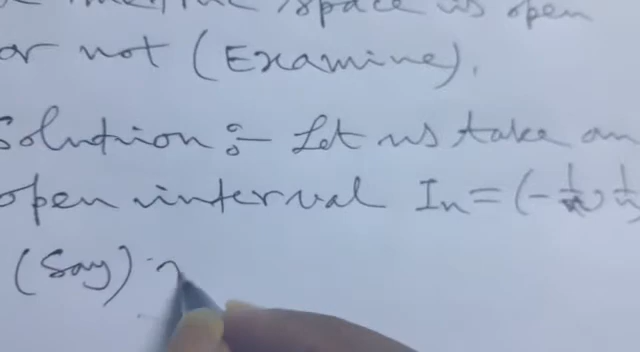 metric space is open
or not (Examine).
Solution :- Let us take an
open interval In = (-1/n, 1/n
(Say)